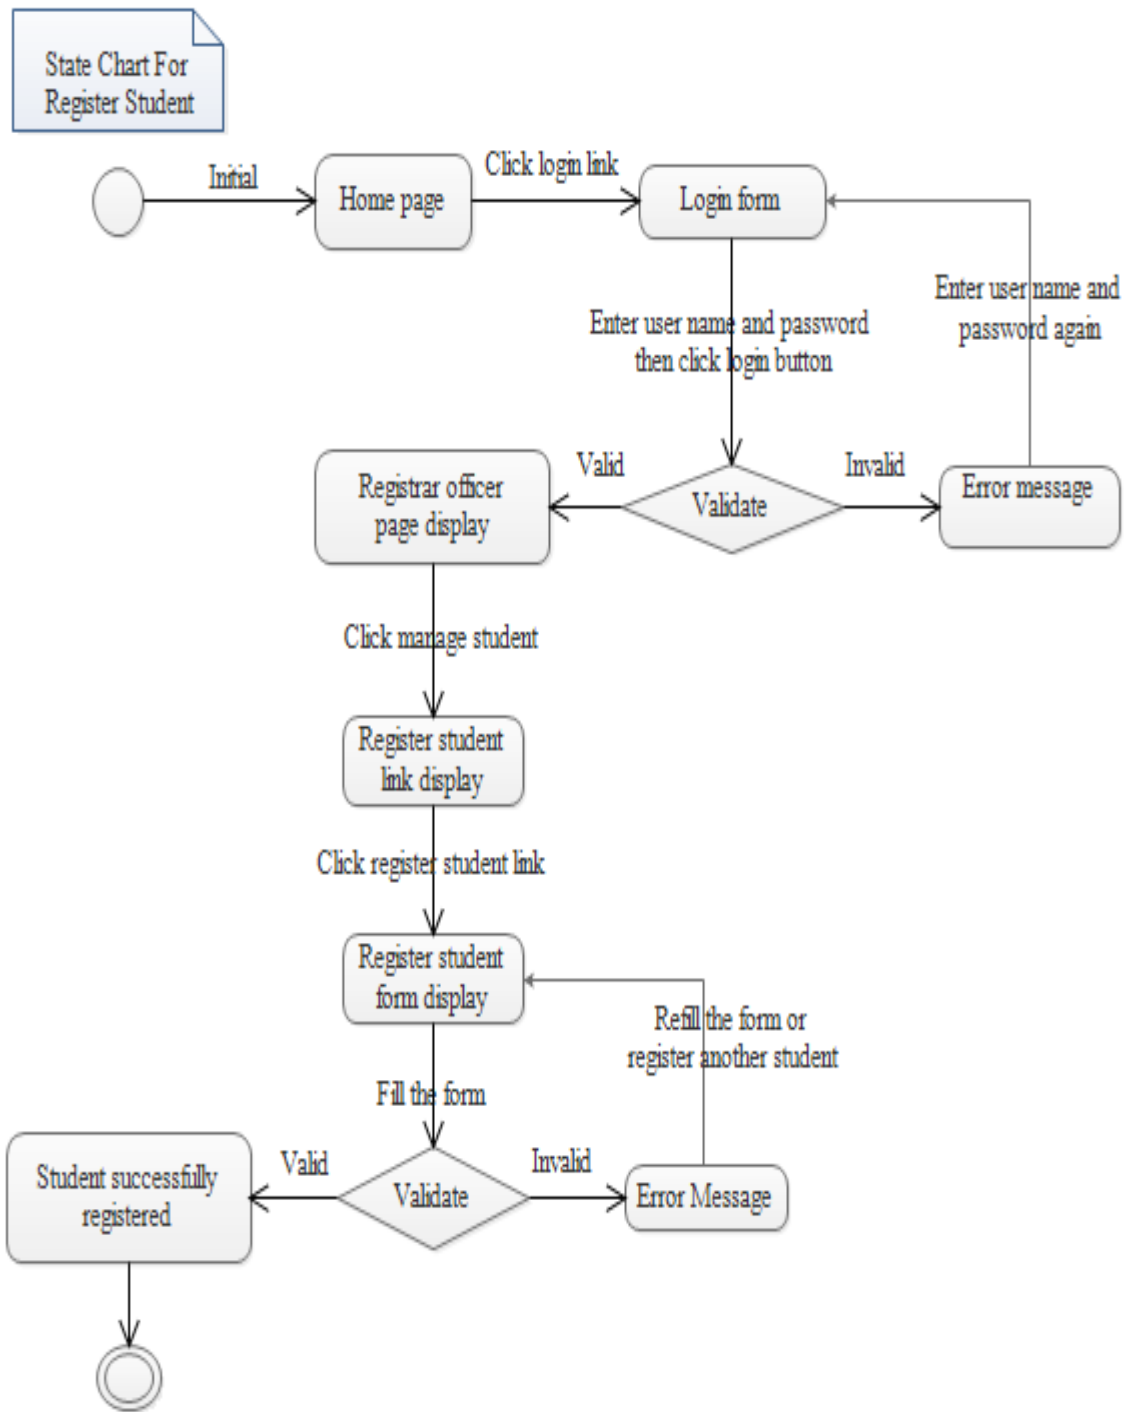 State Chart For
Register Student
Initial
Home page
Click login link
Login form
Enter user name and
password again
Enter user name and password
then click login button
Registrar officer
page display
Valid
Validate
Invalid
Error message
Click manage student
Register student
link display
Click register student link
Register student
form display
Refill the form or
register another student
Fill the form
Student successfully
registered
Valid
Validate
Invalid
Error Message